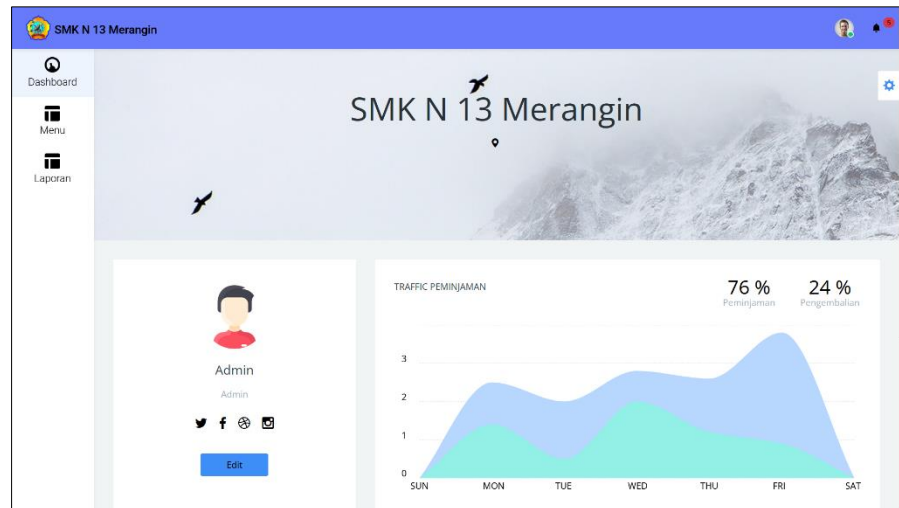 SMK N 13 Merangin
5
Dashboard
Menu
Laporan
SMK N 13 Merangin
Admin
Admin
Edit
TRAFFIC PEMINJAMAN
76 %
Peminjaman
24 %
Pengembalian
3
2
1
0
SUN MON TUE WED THU FRI SAT